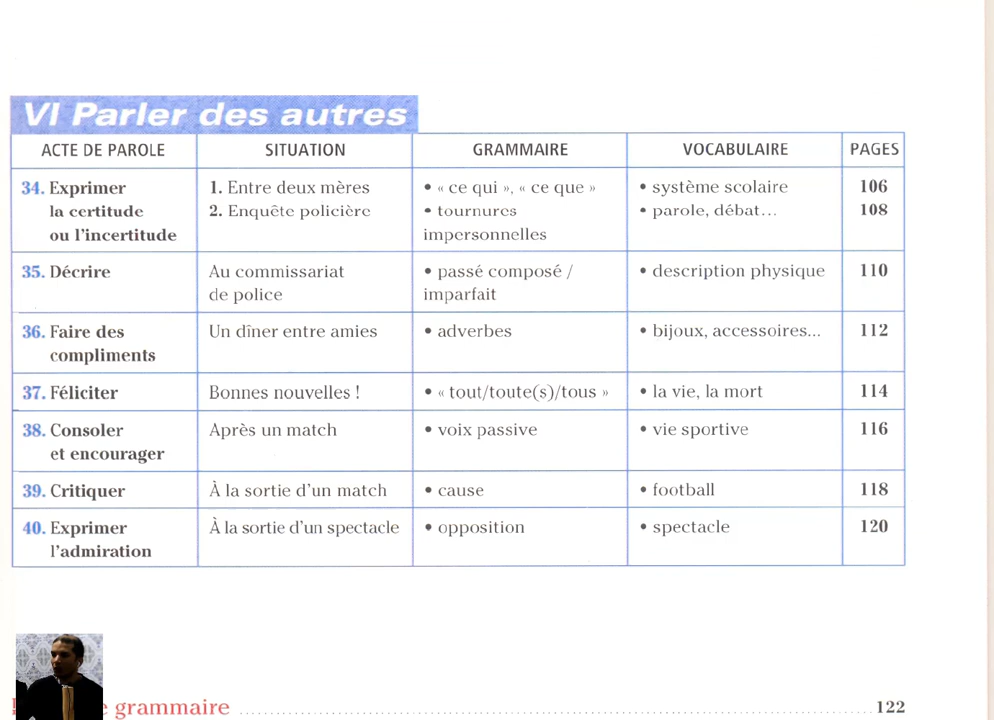 VI Parler des autres
ACTE DE PAROLE SITUATION GRAMMAIRE VOCABULAIRE PAGES
34. Exprimer la certitude ou l'incertitude
1. Entre deux mères
2. Enquête policière
• « ce qui », « ce que »
• tournures impersonnelles
• système scolaire
• parole, débat...
106
108
35. Décrire
Au commissariat
de police
• passé composé /
imparfait
• description physique
110
36. Faire des
compliments
Un dîner entre amies
• adverbes
• bijoux, accessoires...
112
37. Féliciter
Bonnes nouvelles !
• « tout/toute(s)/tous »
• la vie, la mort
114
38. Consoler
et encourager
Après un match
• voix passive
• vie sportive
116
39. Critiquer
À la sortie d'un match
• cause
• football
118
40. Exprimer
l'admiration
À la sortie d'un spectacle
• opposition
• spectacle
120
grammaire 122